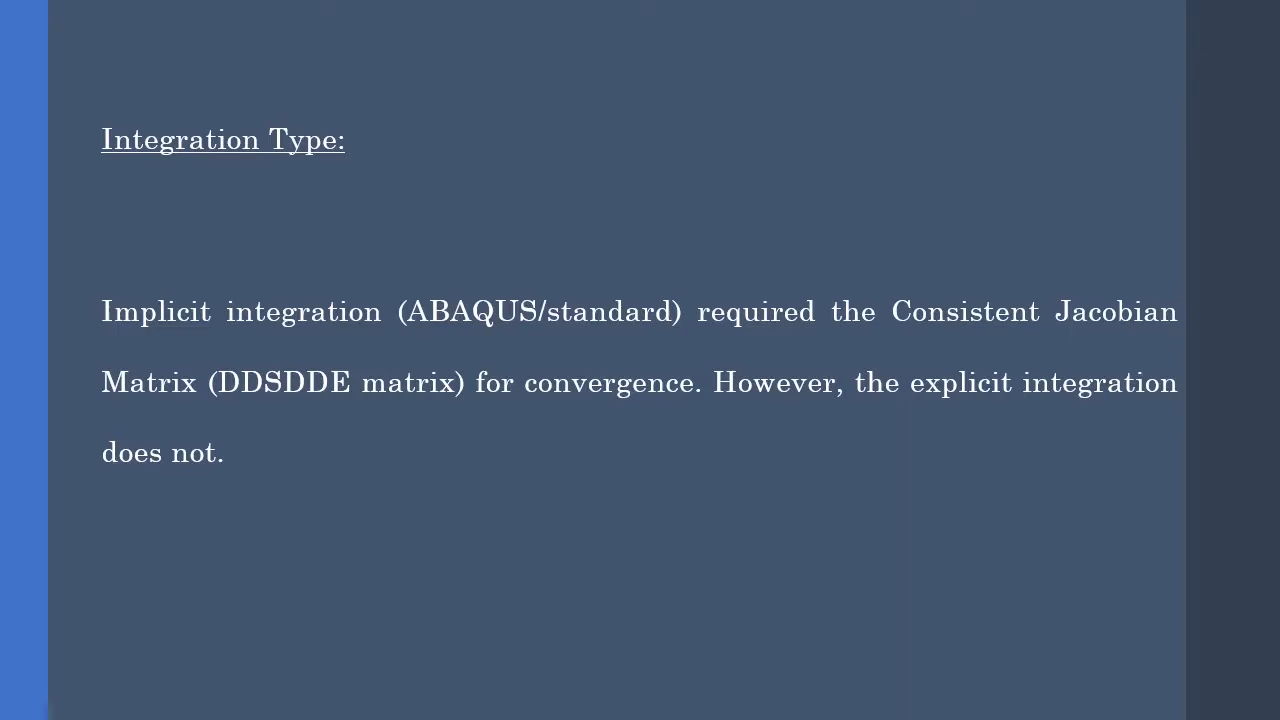 Integration Type:
Implicit integration (ABAQUS/standard) required the Consistent Jacobian
Matrix (DDSDDE matrix) for convergence. However, the explicit integration
does not.